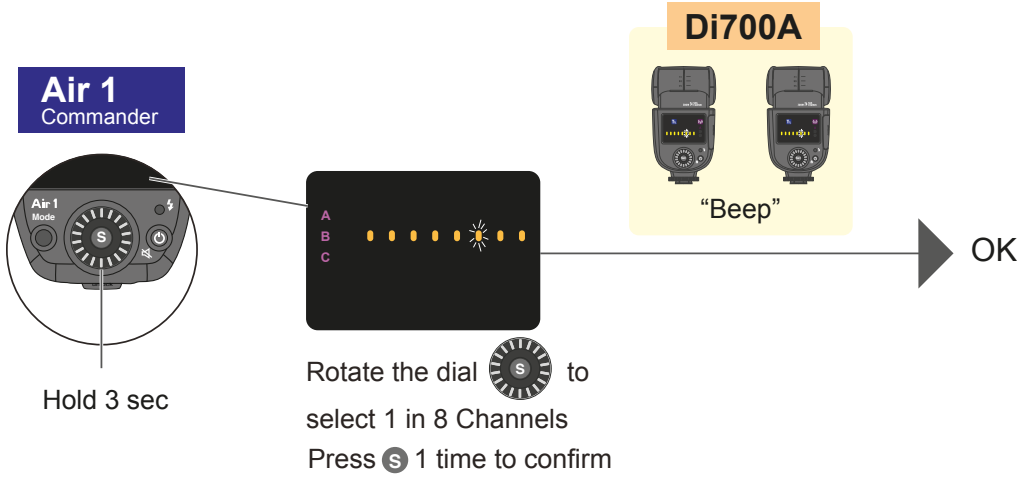 Di700A
Air 1
Commander
“Beep”
Air 1
Mode
S
A
B
C
OK
Hold 3 sec
Rotate the dial S to
select 1 in 8 Channels
Press S 1 time to confirm